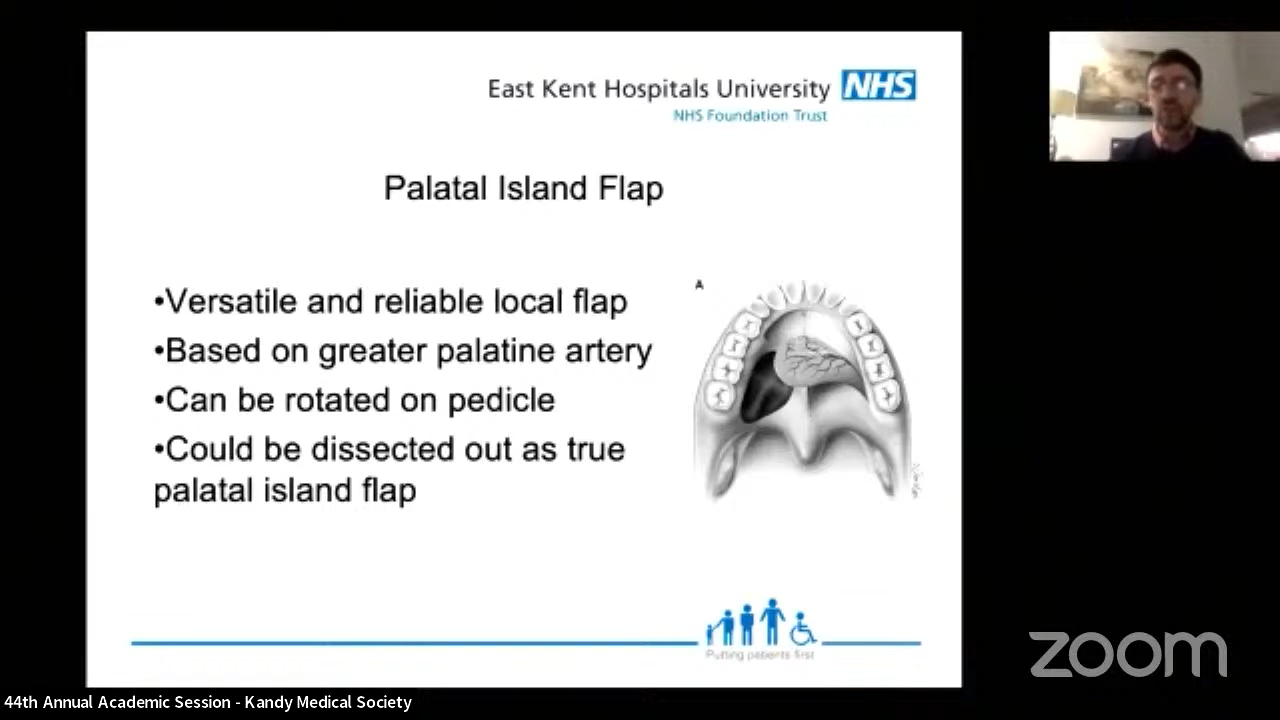 East Kent Hospitals University NHS
NHS Foundation Trust
Palatal Island Flap
•Versatile and reliable local flap
•Based on greater palatine artery
•Can be rotated on pedicle
•Could be dissected out as true
palatal island flap
A
Putting patients first
zoom
44th Annual Academic Session - Kandy Medical Society